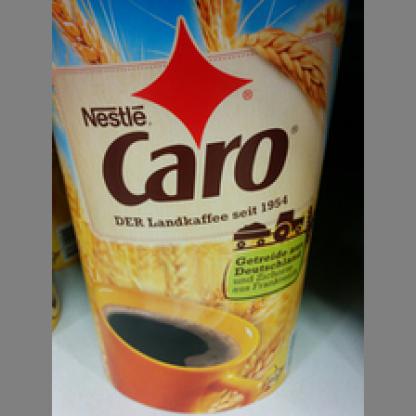 Nestlé
Caro
DER Landkaffee seit 1954
Getreide aus
Deutschland
und Zichorie
aus Frankreich